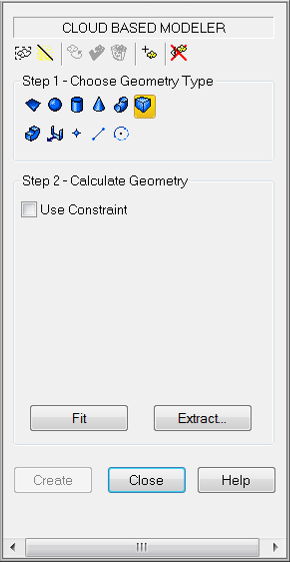 CLOUD BASED MODELER
Step 1 - Choose Geometry Type
Step 2 - Calculate Geometry
Use Constraint
Fit
Extract...
Create
Close
Help